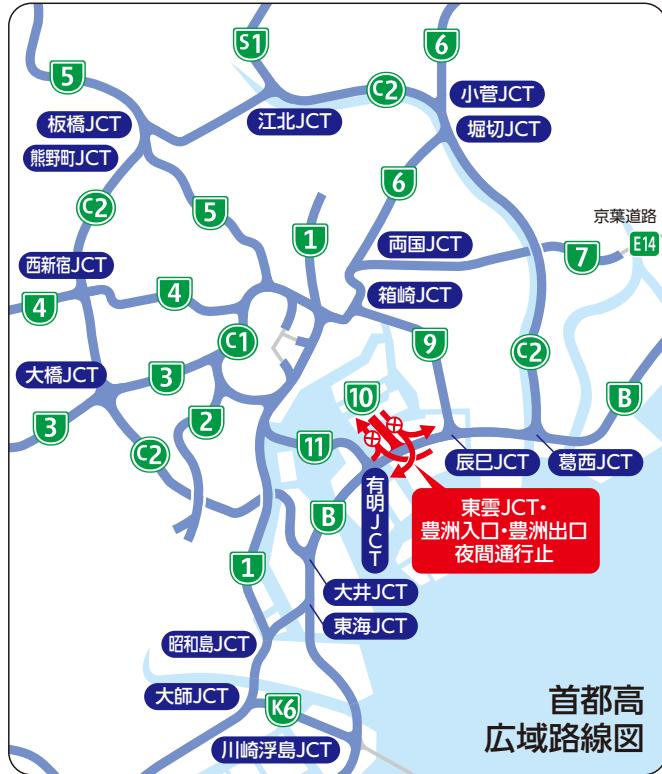 S1
6
5
C2
小菅JCT
板橋JCT
江北JCT
堀切JCT
熊野町JCT
6
C2
5
1
京葉道路
両国JCT
7
E14
西新宿JCT
4
4
箱崎JCT
C1
9
C2
大橋JCT
3
10
B
2
3
11
C2
辰巳JCT
葛西JCT
有明JCT
B
東雲JCT・
豊洲入口・豊洲出口
夜間通行止
1
大井JCT
東海JCT
昭和島JCT
大師JCT
K6
川崎浮島JCT
首都高
広域路線図